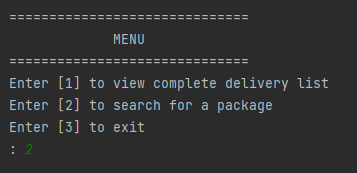 ==============================
MENU
==============================
Enter [1] to view complete delivery list
Enter [2] to search for a package
Enter [3] to exit
: 2